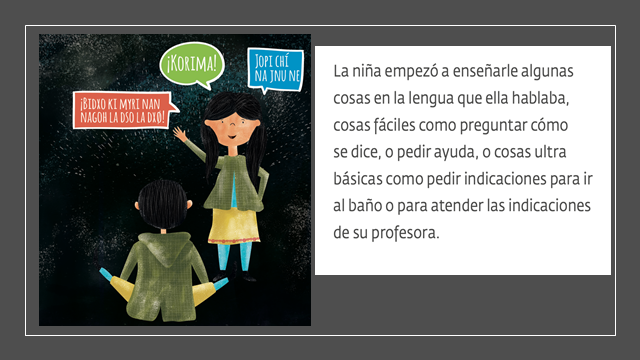 ¡Korima!
Jopi chí
na jnu ne
¡Bidxo ki myri nan
nagoh la dso la dxø!
La niña empezó a enseñarle algunas
cosas en la lengua que ella hablaba,
cosas fáciles como preguntar cómo
se dice, o pedir ayuda, o cosas ultra
básicas como pedir indicaciones para ir
al baño o para atender las indicaciones
de su profesora.